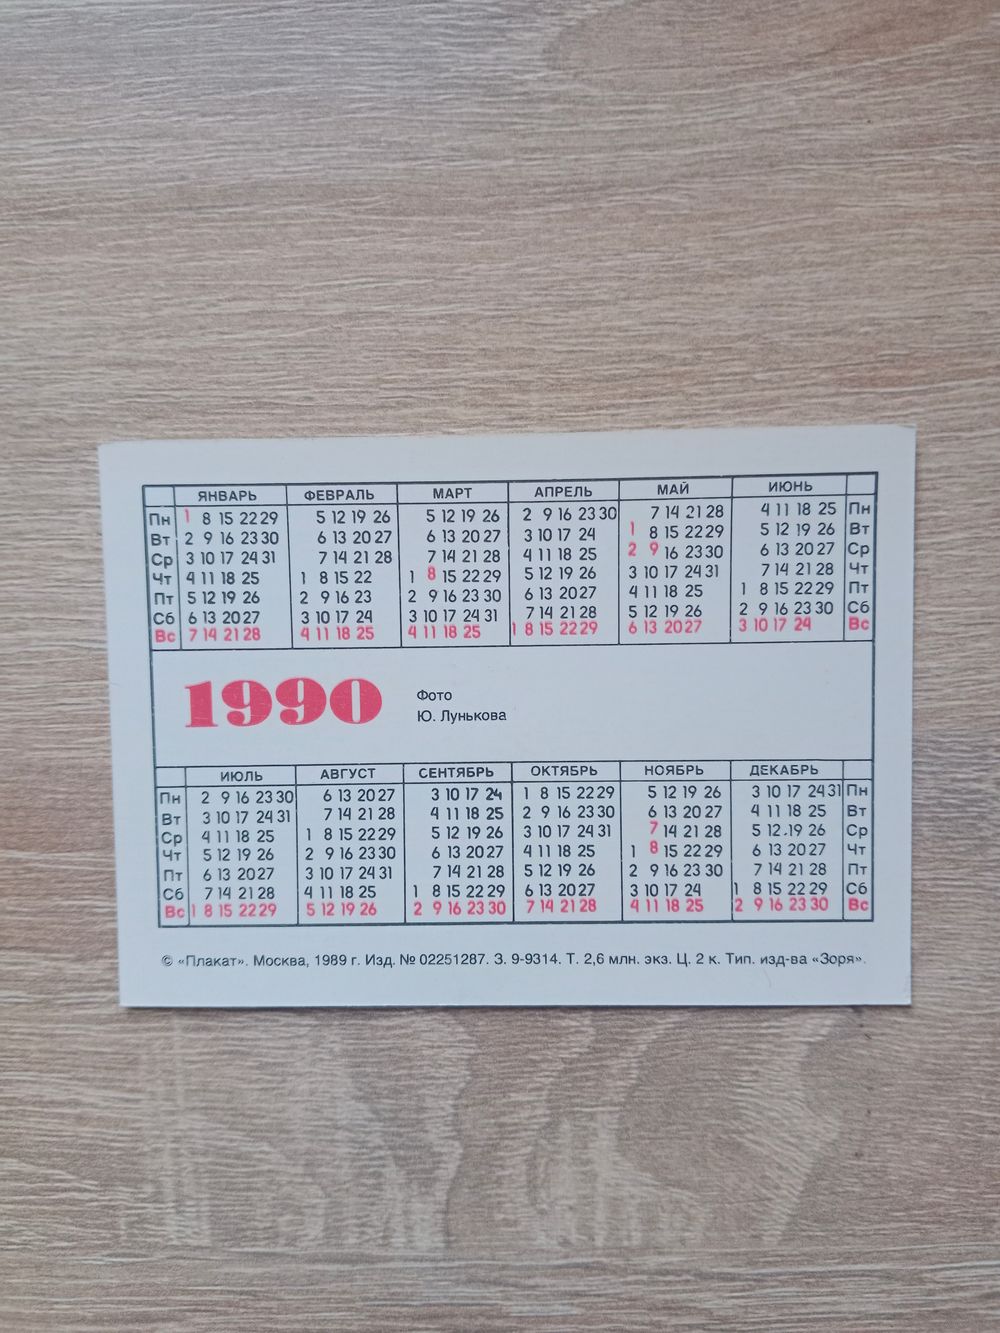 ЯНВАРЬ ФЕВРАЛЬ МАРТ АПРЕЛЬ МАЙ ИЮНЬ
Пн 1 8 15 22 29 5 12 19 26 5 12 19 26 2 9 16 23 30 7 14 21 28 4 11 18 25 Пн
Вт 2 9 16 23 30 6 13 20 27 6 13 20 27 3 10 17 24 1 8 15 22 29 5 12 19 26 Вт
Ср 3 10 17 24 31 7 14 21 28 7 14 21 28 4 11 18 25 2 9 16 23 30 6 13 20 27 Ср
Чт 4 11 18 25 1 8 15 22 1 8 15 22 29 5 12 19 26 3 10 17 24 31 7 14 21 28 Чт
Пт 5 12 19 26 2 9 16 23 2 9 16 23 30 6 13 20 27 4 11 18 25 1 8 15 22 29 Пт
Сб 6 13 20 27 3 10 17 24 3 10 17 24 31 7 14 21 28 5 12 19 26 2 9 16 23 30 Сб
Вс 7 14 21 28 4 11 18 25 4 11 18 25 1 8 15 22 29 6 13 20 27 3 10 17 24 Вс
1990
Фото
Ю. Лунькова
ИЮЛЬ АВГУСТ СЕНТЯБРЬ ОКТЯБРЬ НОЯБРЬ ДЕКАБРЬ
Пн 2 9 16 23 30 6 13 20 27 3 10 17 24 1 8 15 22 29 5 12 19 26 3 10 17 24 31 Пн
Вт 3 10 17 24 31 7 14 21 28 4 11 18 25 2 9 16 23 30 6 13 20 27 4 11 18 25 Вт
Ср 4 11 18 25 1 8 15 22 29 5 12 19 26 3 10 17 24 31 7 14 21 28 5 12 19 26 Ср
Чт 5 12 19 26 2 9 16 23 30 6 13 20 27 4 11 18 25 1 8 15 22 29 6 13 20 27 Чт
Пт 6 13 20 27 3 10 17 24 31 7 14 21 28 5 12 19 26 2 9 16 23 30 7 14 21 28 Пт
Сб 7 14 21 28 4 11 18 25 1 8 15 22 29 6 13 20 27 3 10 17 24 1 8 15 22 29 Сб
Вс 1 8 15 22 29 5 12 19 26 2 9 16 23 30 7 14 21 28 4 11 18 25 2 9 16 23 30 Вс
© «Плакат». Москва, 1989 г. Изд. № 02251287. З. 9-9314. Т. 2,6 млн. экз. Ц. 2 к. Тип. изд-ва «Зоря».